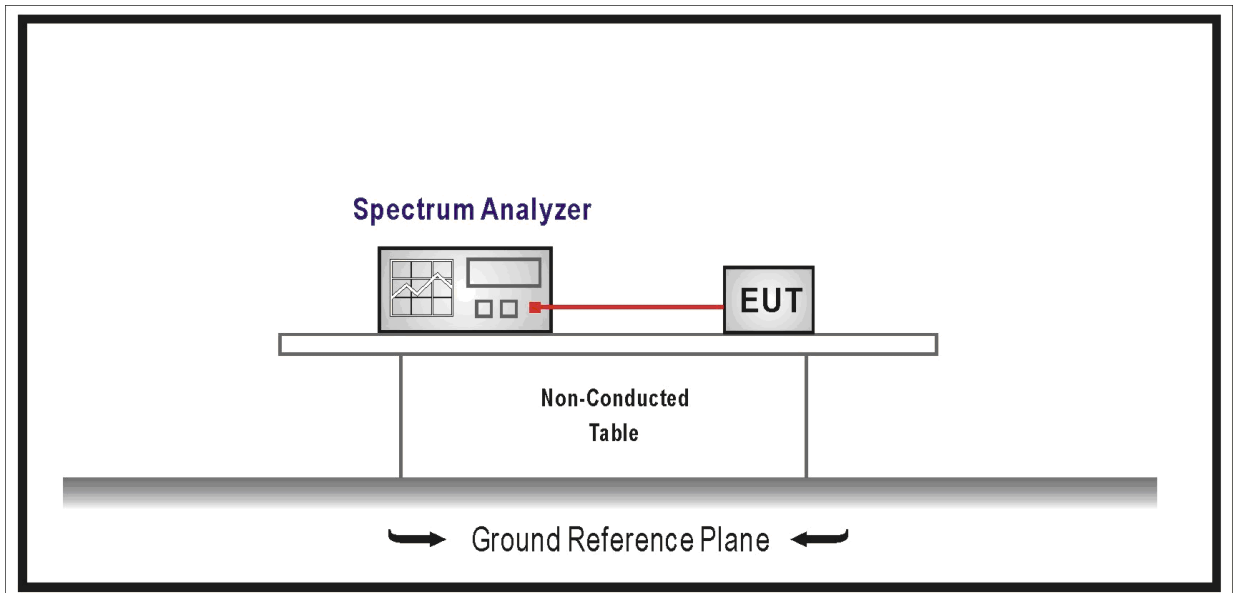 Spectrum Analyzer
EUT
Non-Conducted
Table
Ground Reference Plane